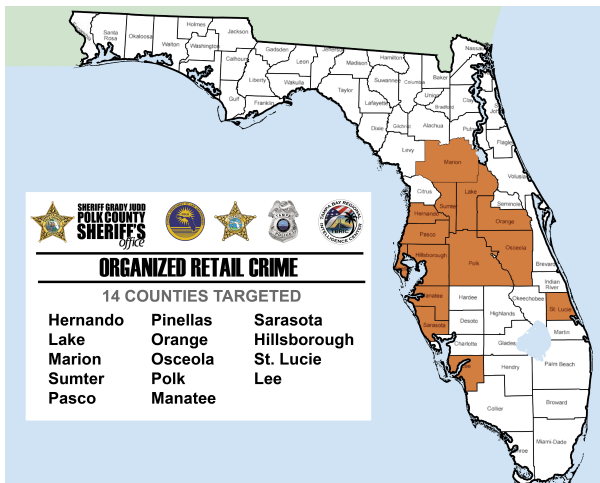 Holmes
Jackson
Santa
Rosa
Okaloosa
Walton
Washington
Calhoun
Gadsden
Leon
Jefferson
Madison
Hamilton
Nassau
Liberty
Wakulla
Suwannee
Columbia
Baker
Gulf
Franklin
Taylor
Lafayette
Union
Bradford
Clay
Dixie
Gilchrist
Alachua
Putnam
Flagler
Levy
Marion
Volusia
Citrus
Lake
Sumter
Seminole
Hernando
Orange
Pasco
Osceola
Hillsborough
Polk
Brevard
Indian
River
Manatee
Hardee
Okeechobee
Highlands
St. Lucie
Sarasota
Desoto
Martin
Charlotte
Glades
Lee
Hendry
Palm Beach
Collier
Broward
Miami-Dade
SHERIFF GRADY JUDD
POLK COUNTY
SHERIFF'S
office
TAMPA BAY REGIONAL
INTELLIGENCE CENTER
ORGANIZED RETAIL CRIME
14 COUNTIES TARGETED
Hernando Pinellas Sarasota
Lake Orange Hillsborough
Marion Osceola St. Lucie
Sumter Polk Lee
Pasco Manatee